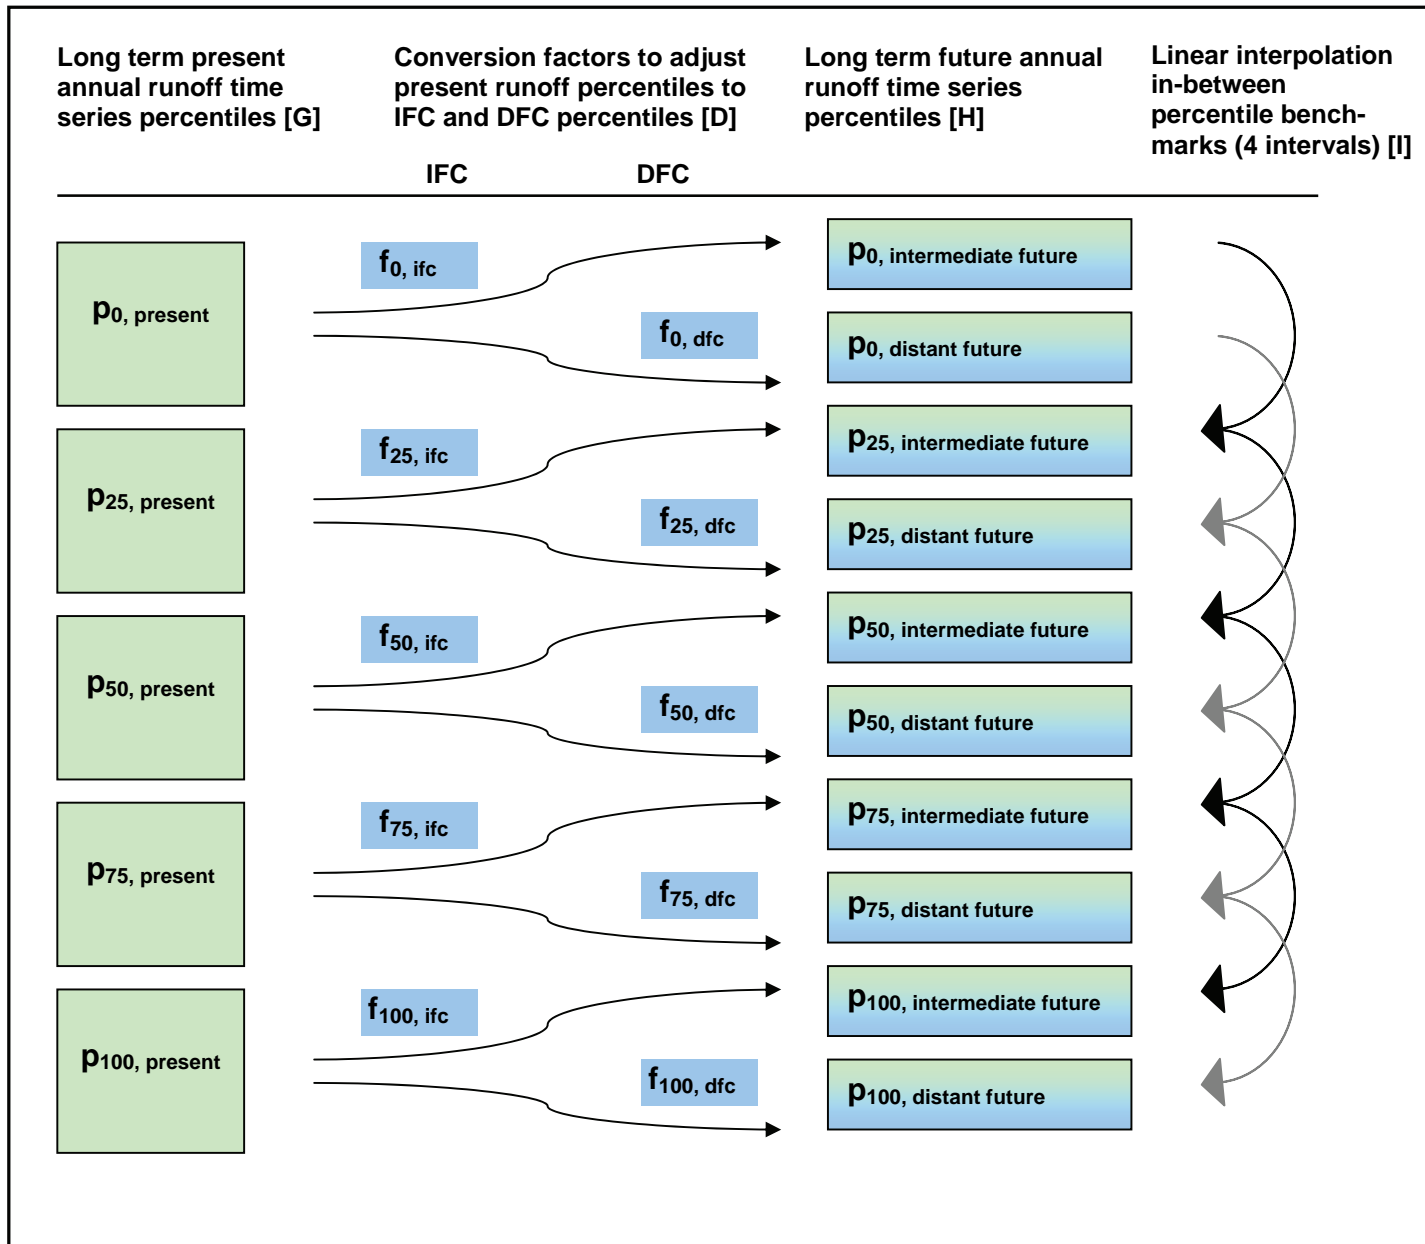 Long term present
annual runoff time
series percentiles [G]
Conversion factors to adjust
present runoff percentiles to
IFC and DFC percentiles [D]
Long term future annual
runoff time series
percentiles [H]
Linear interpolation
in-between
percentile bench-
marks (4 intervals) [I]
IFC
DFC
p0, present
f0, ifc
f0, dfc
p0, intermediate future
p0, distant future
p25, present
f25, ifc
f25, dfc
p25, intermediate future
p25, distant future
p50, present
f50, ifc
f50, dfc
p50, intermediate future
p50, distant future
p75, present
f75, ifc
f75, dfc
p75, intermediate future
p75, distant future
p100, present
f100, ifc
f100, dfc
p100, intermediate future
p100, distant future